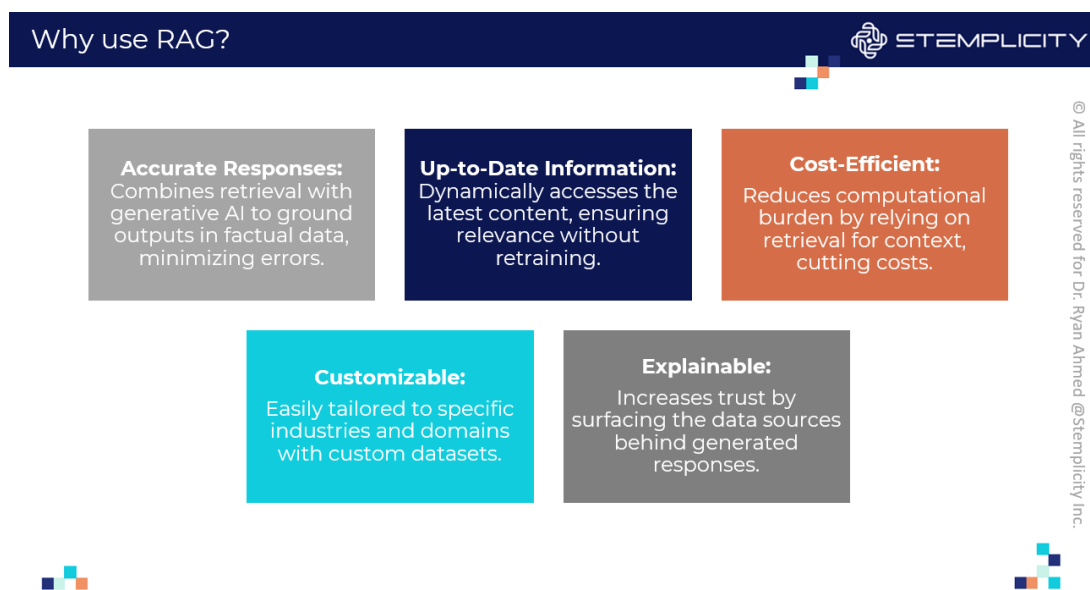 Why use RAG?
STEMPLICITY
Accurate Responses:
Combines retrieval with
generative AI to ground
outputs in factual data,
minimizing errors.
Up-to-Date Information:
Dynamically accesses the
latest content, ensuring
relevance without
retraining.
Cost-Efficient:
Reduces computational
burden by relying on
retrieval for context,
cutting costs.
Customizable:
Easily tailored to specific
industries and domains
with custom datasets.
Explainable:
Increases trust by
surfacing the data sources
behind generated
responses.
© All rights reserved for Dr. Ryan Ahmed @Stemplicity Inc.